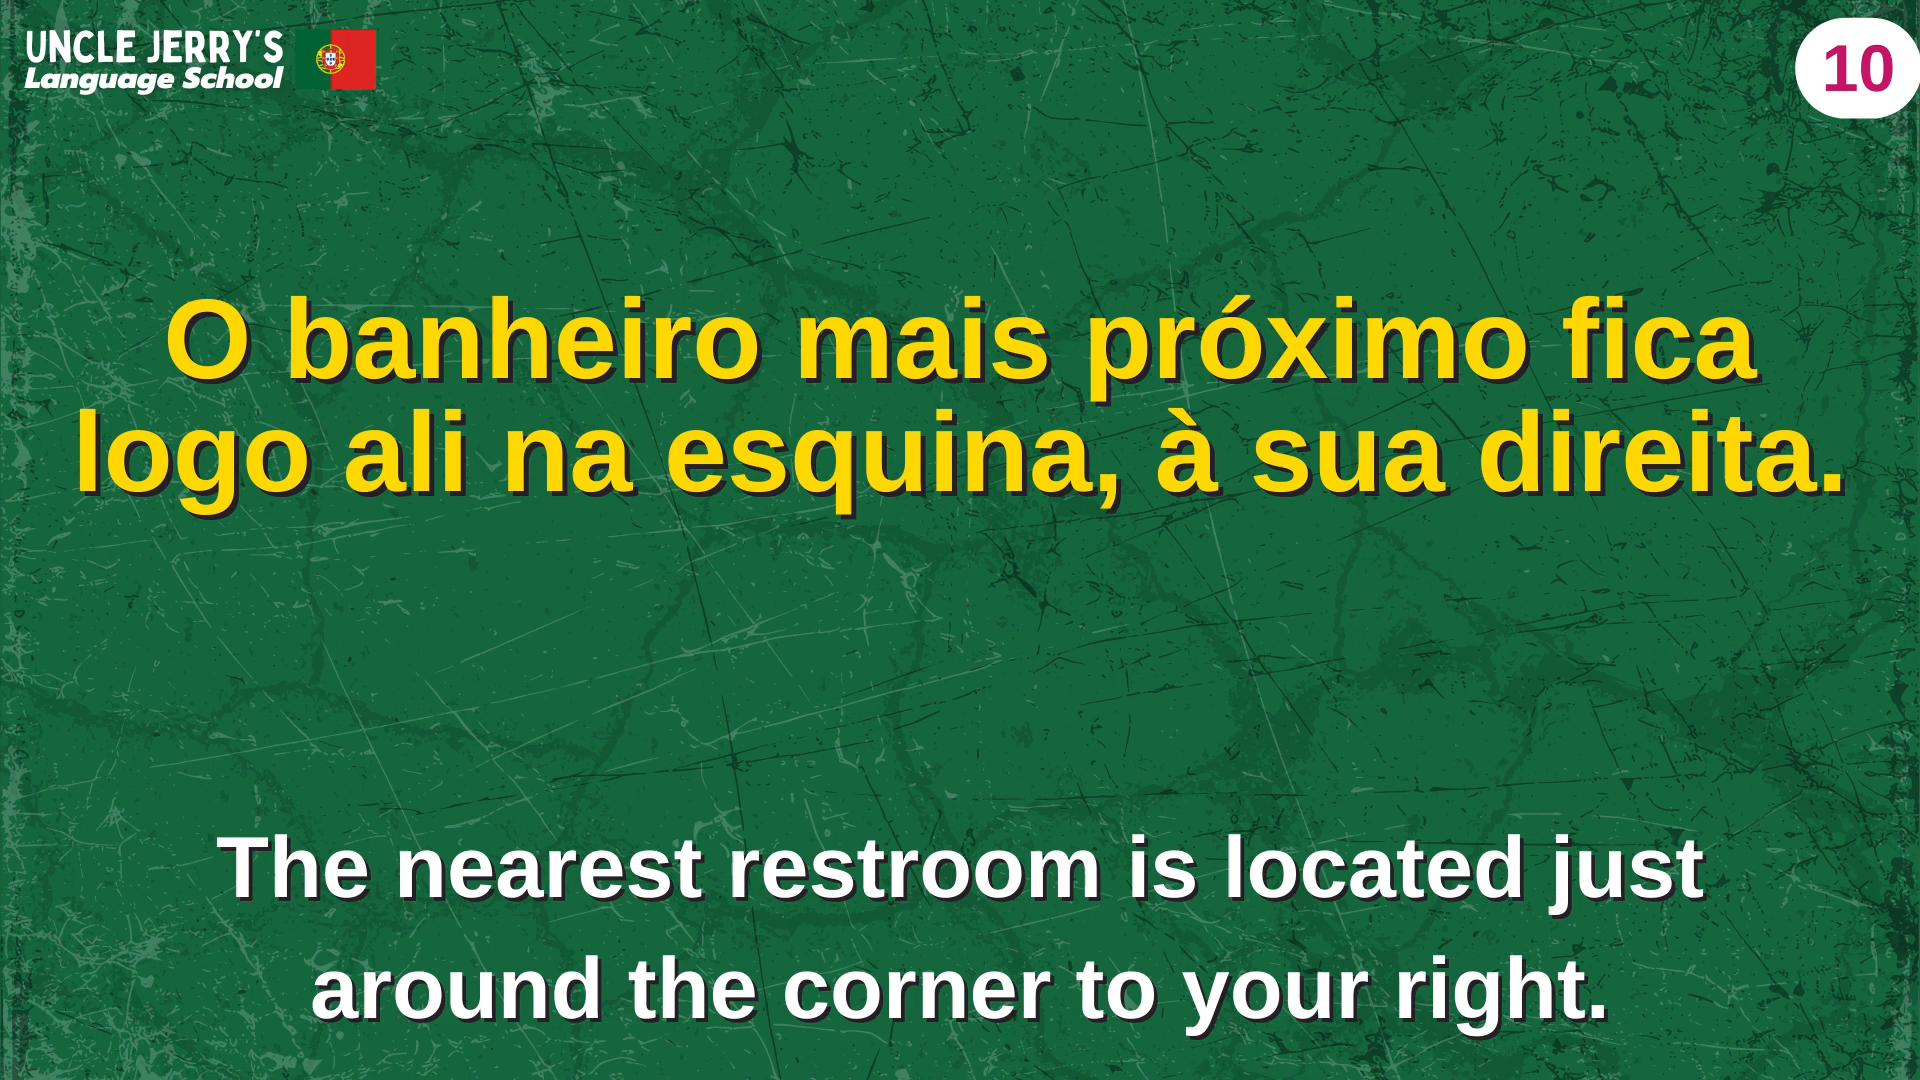 UNCLE JERRY'S
Language School
10
O banheiro mais próximo fica
logo ali na esquina, à sua direita.
The nearest restroom is located just
around the corner to your right.